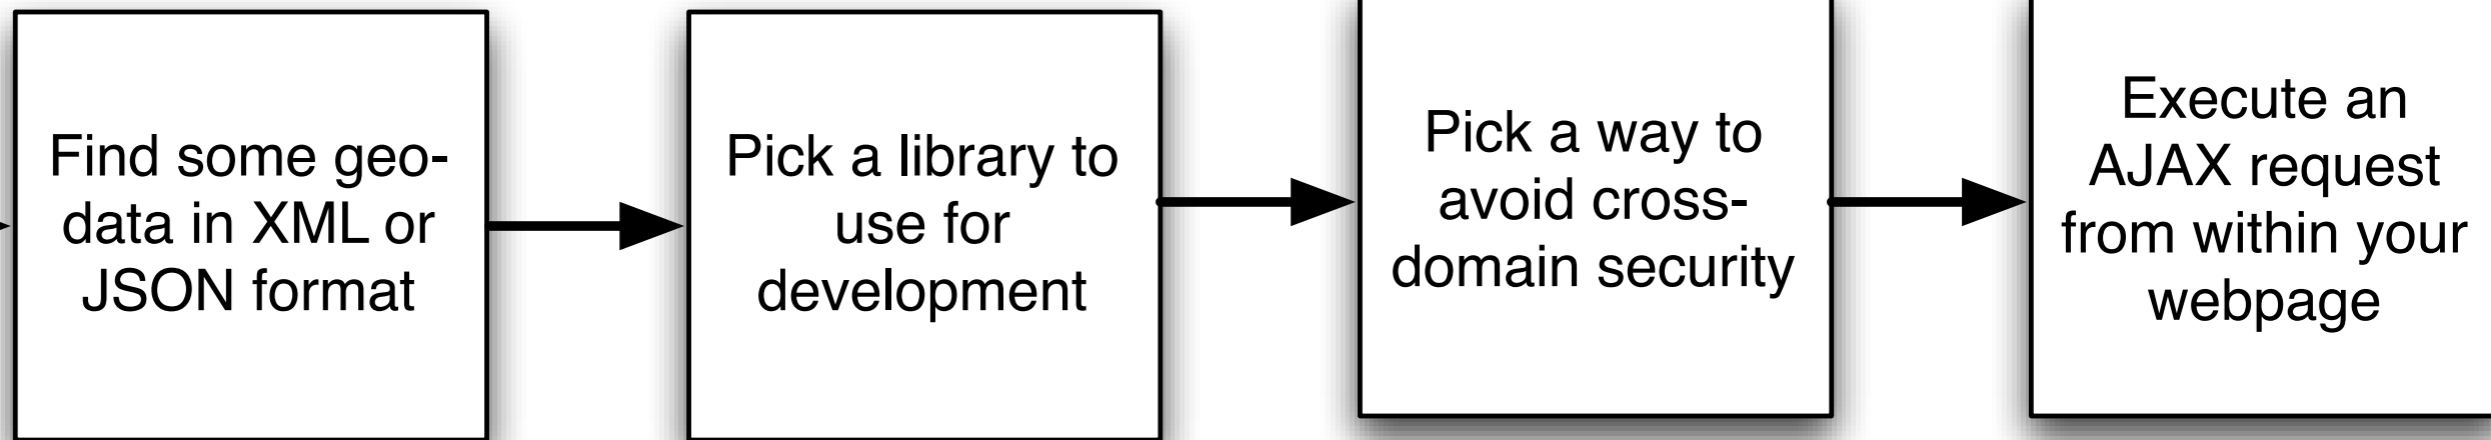 Find some geo-
data in XML or
JSON format
Pick a library to
use for
development
Pick a way to
avoid cross-
domain security
Execute an
AJAX request
from within your
webpage